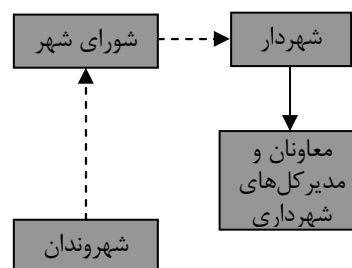 شهردار
شورای شهر
معاونان و
مدیرکل‌های
شهرداری
شهروندان